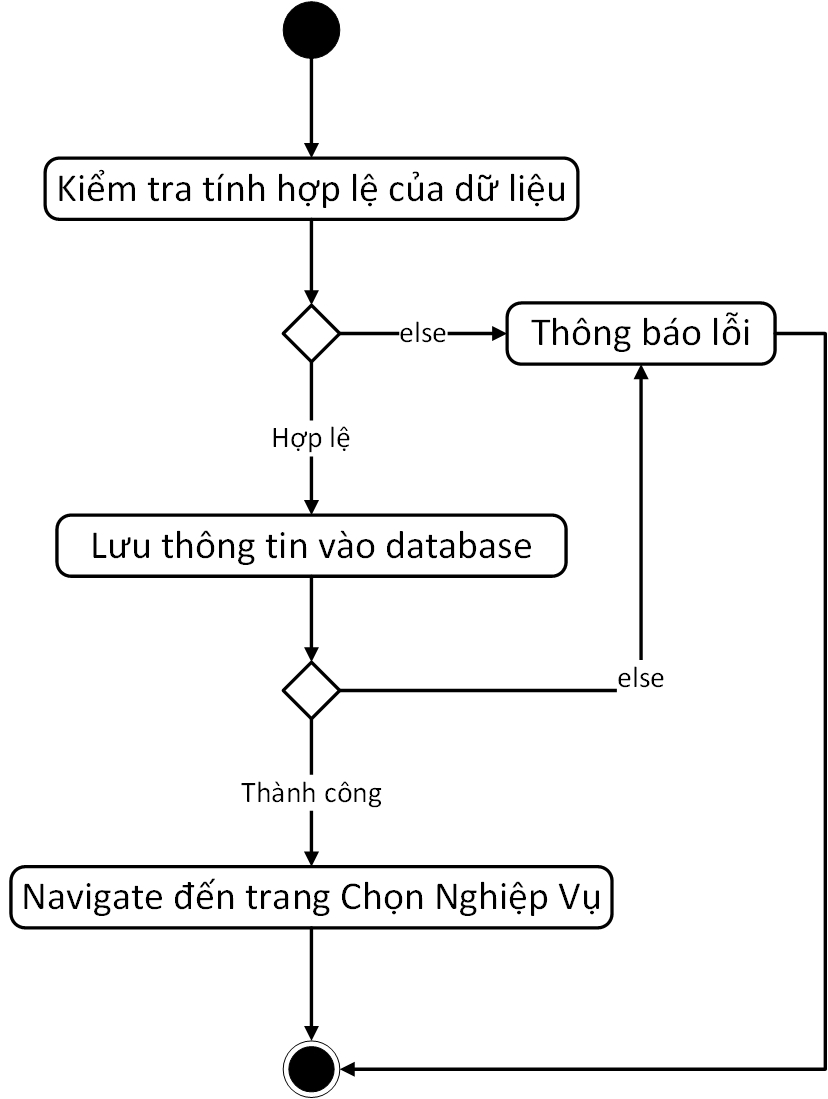 Kiểm tra tính hợp lệ của dữ liệu
else
Thông báo lỗi
Hợp lệ
Lưu thông tin vào database
else
Thành công
Navigate đến trang Chọn Nghiệp Vụ